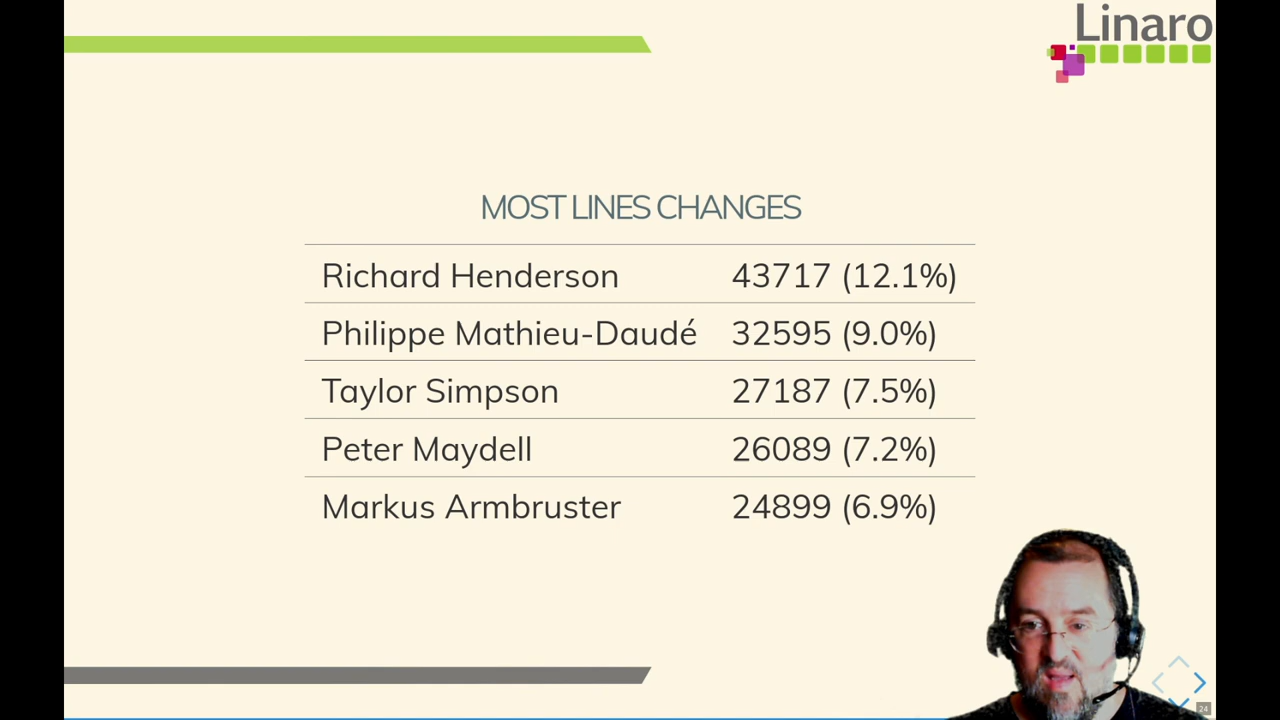 Linaro
MOST LINES CHANGES
Richard Henderson 43717 (12.1%)
Philippe Mathieu-Daudé 32595 (9.0%)
Taylor Simpson 27187 (7.5%)
Peter Maydell 26089 (7.2%)
Markus Armbruster 24899 (6.9%)
24